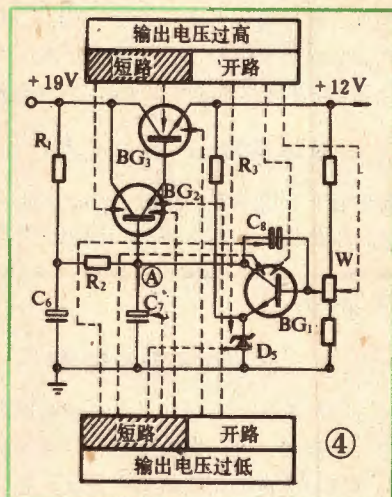 输出电压过高
短路 开路
+19V +12V
R₁ BG₃ R₃
BG₂ C₈
W
R₂ Ⓐ
C₆ C₇ BG₁
D₅
短路 开路 ④
输出电压过低